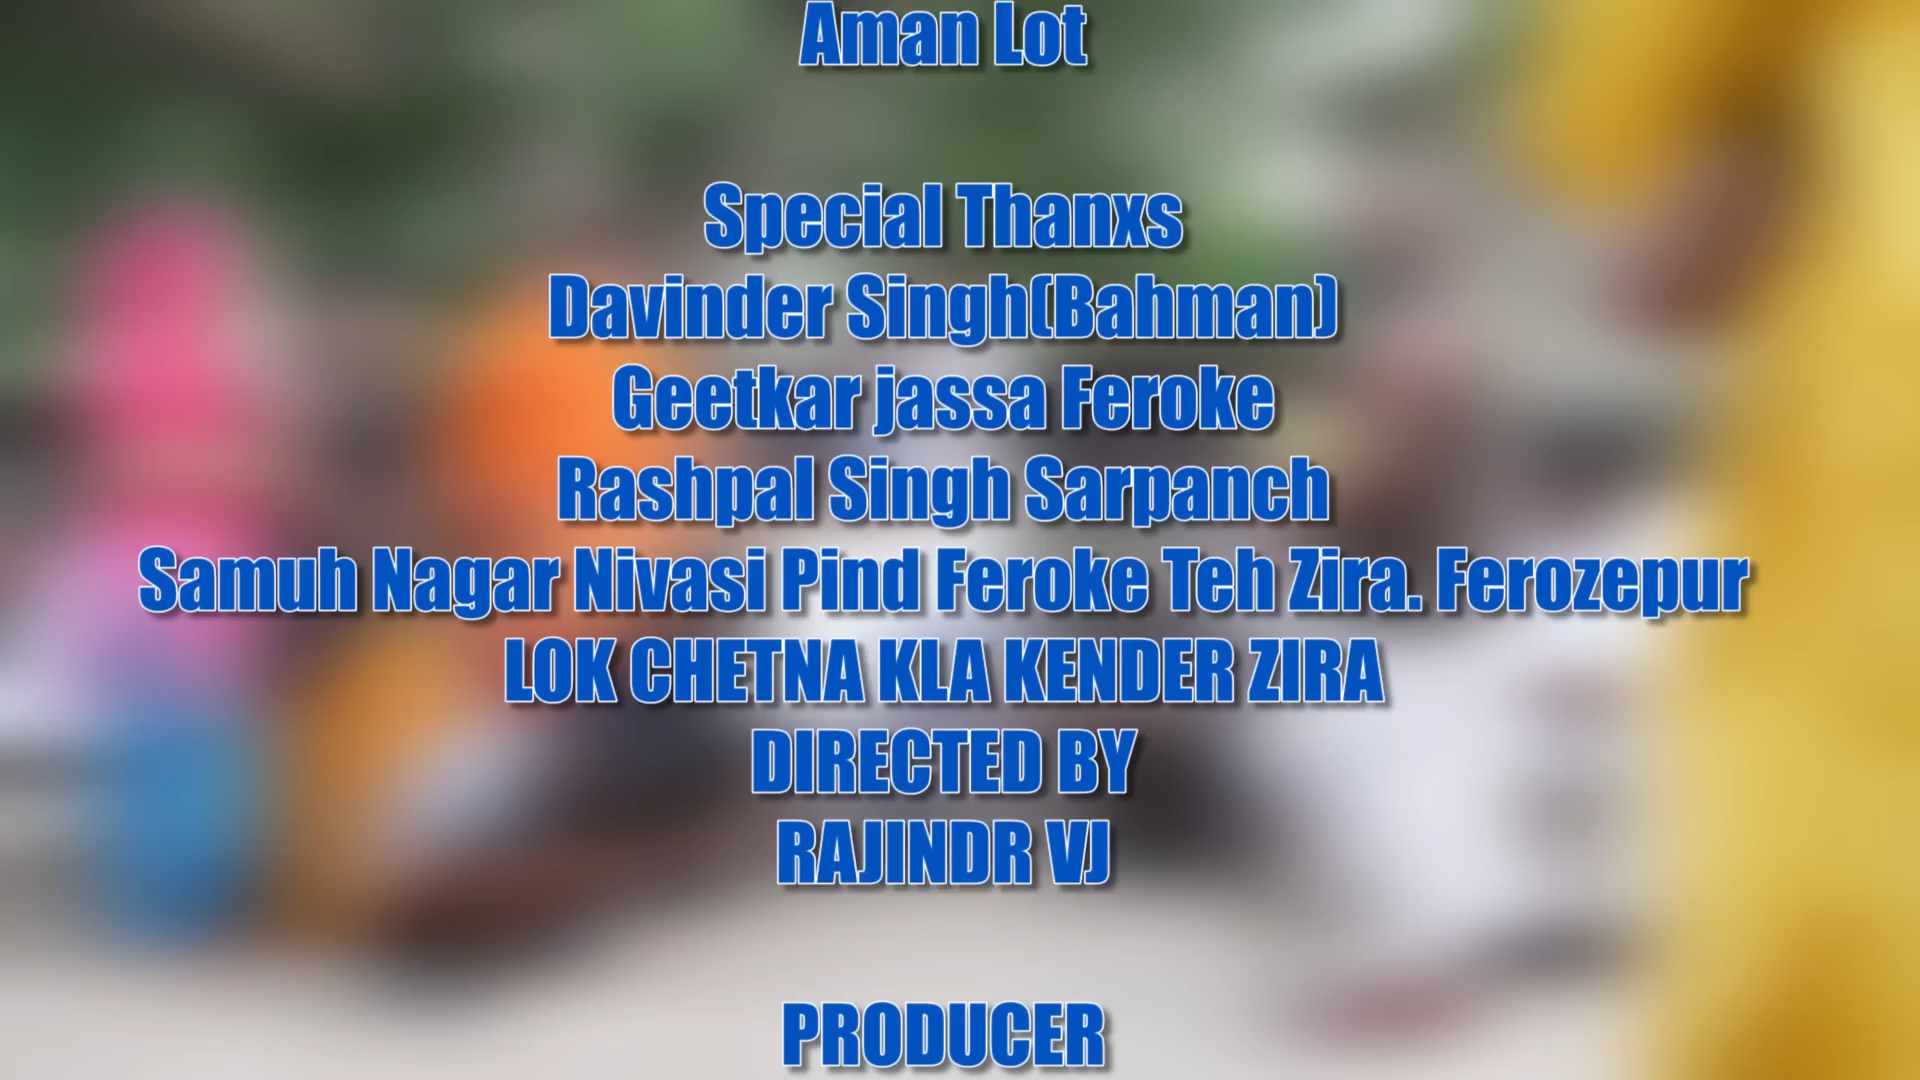 Aman Lot
Special Thanxs
Davinder Singh(Bahman)
Geetkar jassa Feroke
Rashpal Singh Sarpanch
Samuh Nagar Nivasi Pind Feroke Teh Zira. Ferozepur
LOK CHETNA KLA KENDER ZIRA
DIRECTED BY
RAJINDR VJ
PRODUCER